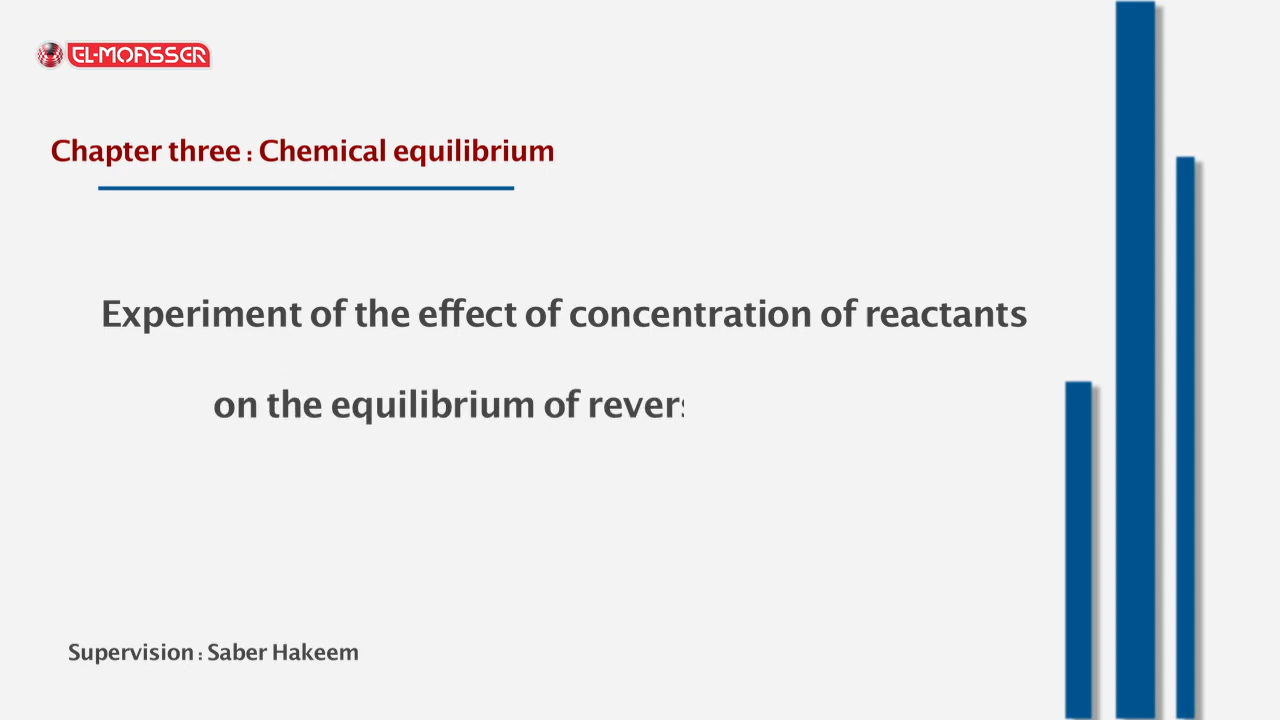 EL-MOFASSER
Chapter three : Chemical equilibrium
Experiment of the effect of concentration of reactants
on the equilibrium of
Supervision : Saber Hakeem